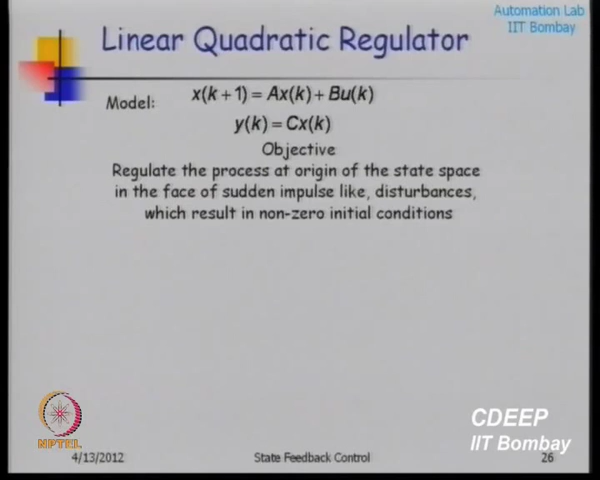 Automation Lab
IIT Bombay
Linear Quadratic Regulator
Model: x(k + 1) = Ax(k) + Bu(k)
y(k) = Cx(k)
Objective
Regulate the process at origin of the state space
in the face of sudden impulse like, disturbances,
which result in non-zero initial conditions
NPTEL
CDEEP
IIT Bombay
4/13/2012 State Feedback Control 26